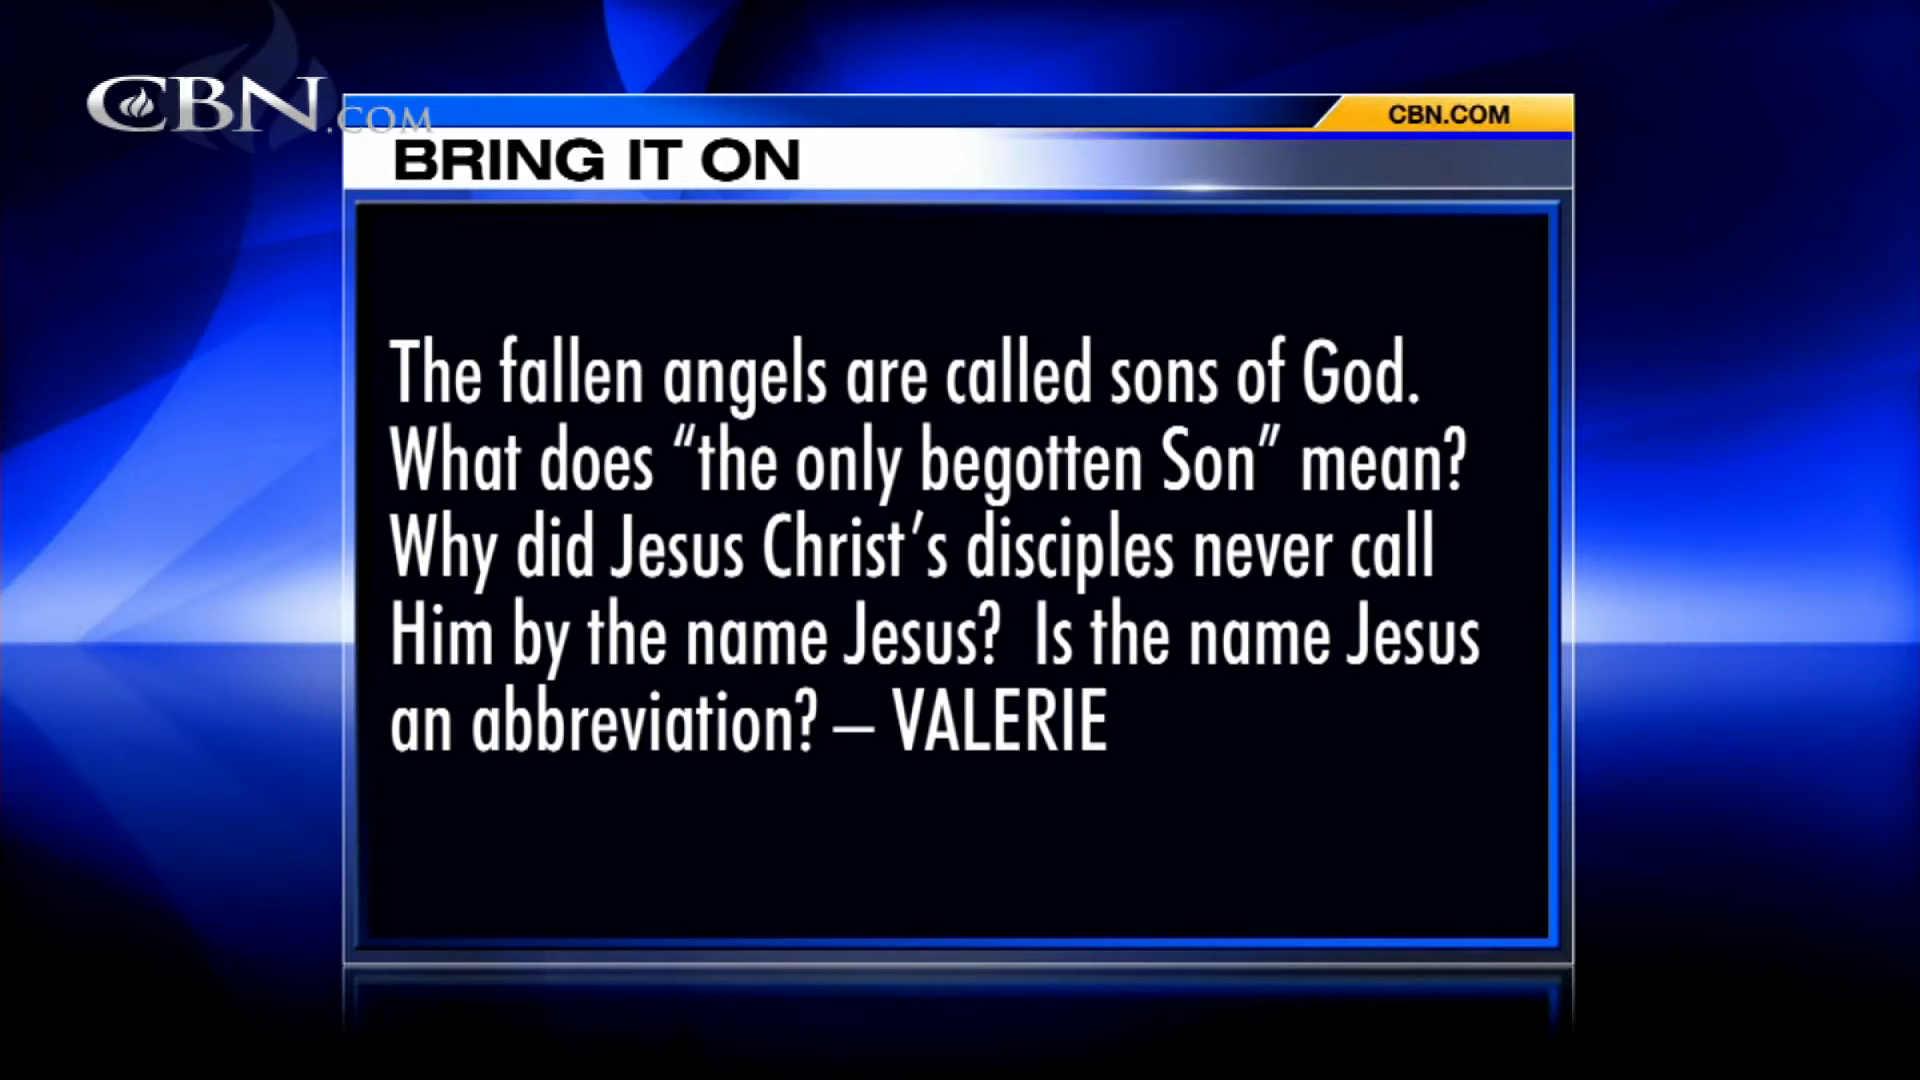 CBN.COM
CBN.COM
BRING IT ON
The fallen angels are called sons of God.
What does “the only begotten Son” mean?
Why did Jesus Christ’s disciples never call
Him by the name Jesus?  Is the name Jesus
an abbreviation? – VALERIE